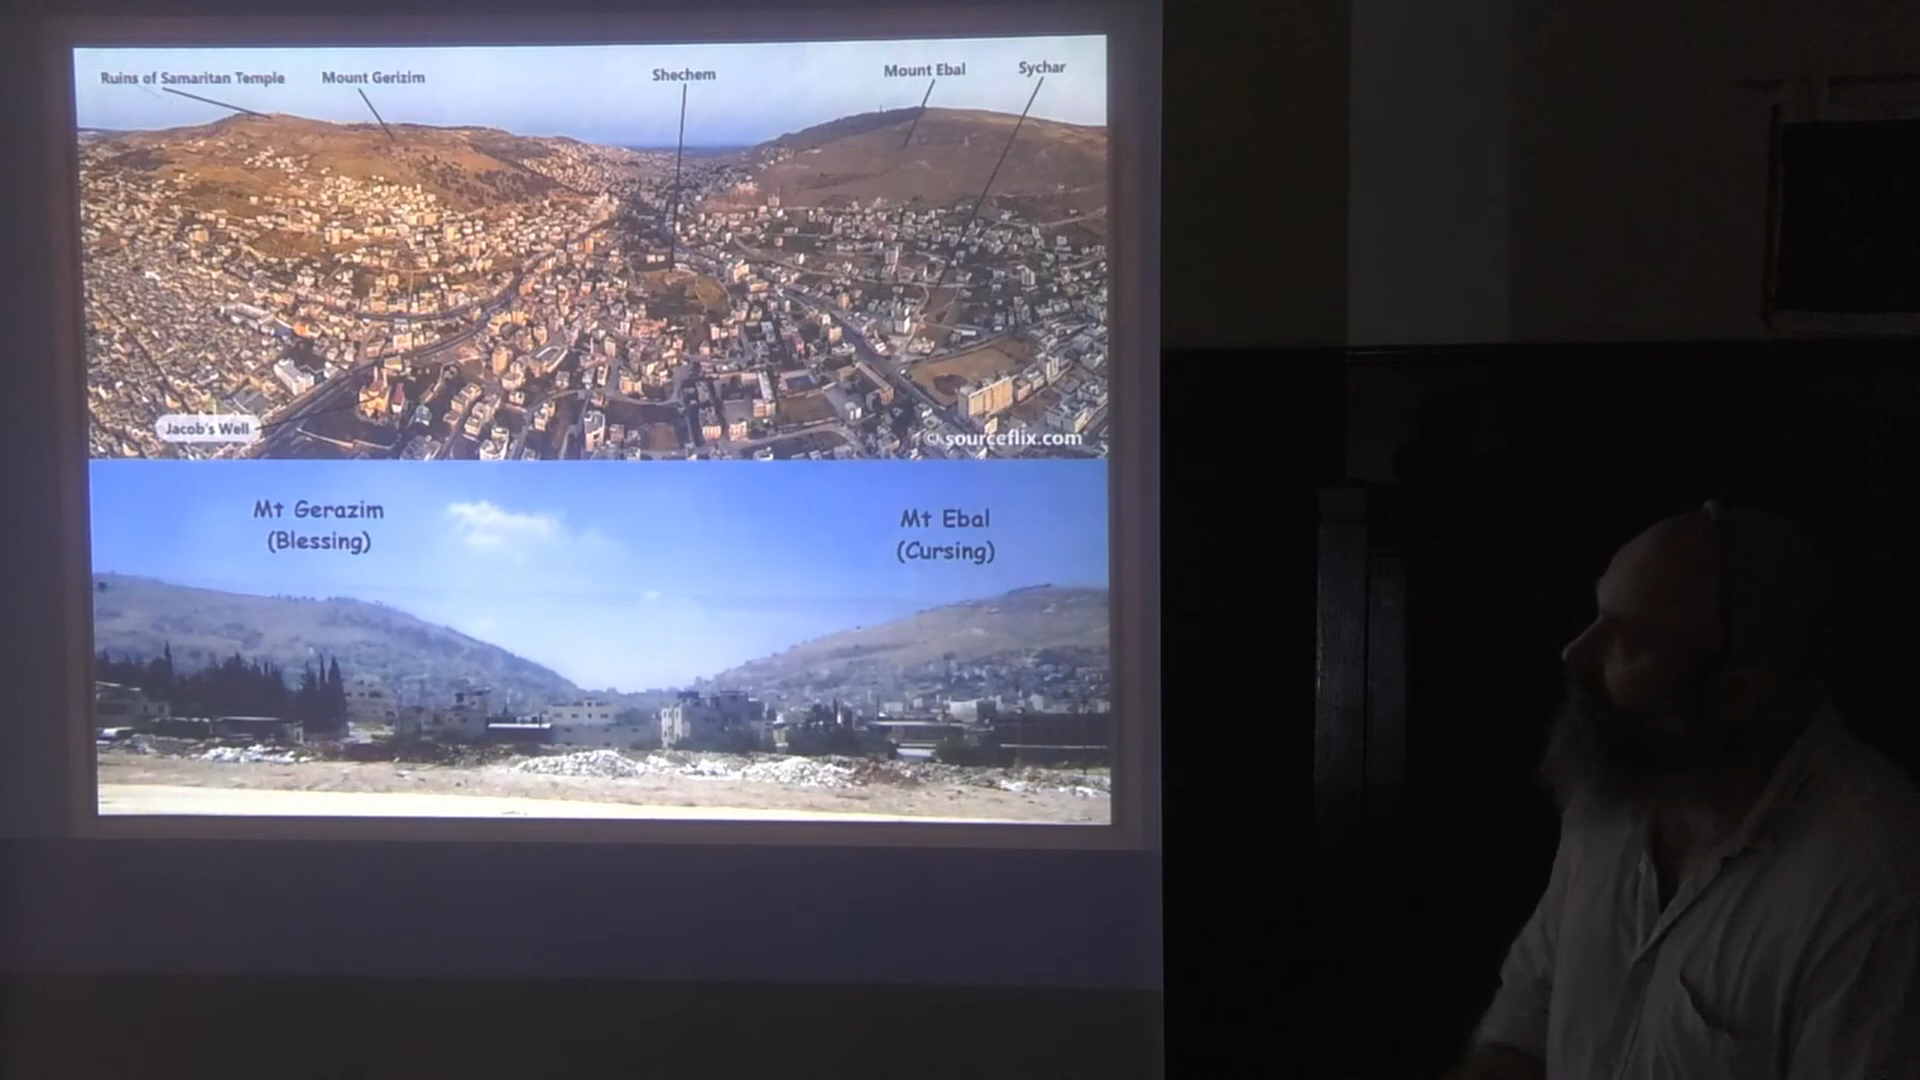 Ruins of Samaritan Temple
Mount Gerizim
Shechem
Mount Ebal
Sychar
Jacob's Well
© sourceflix.com
Mt Gerazim
(Blessing)
Mt Ebal
(Cursing)